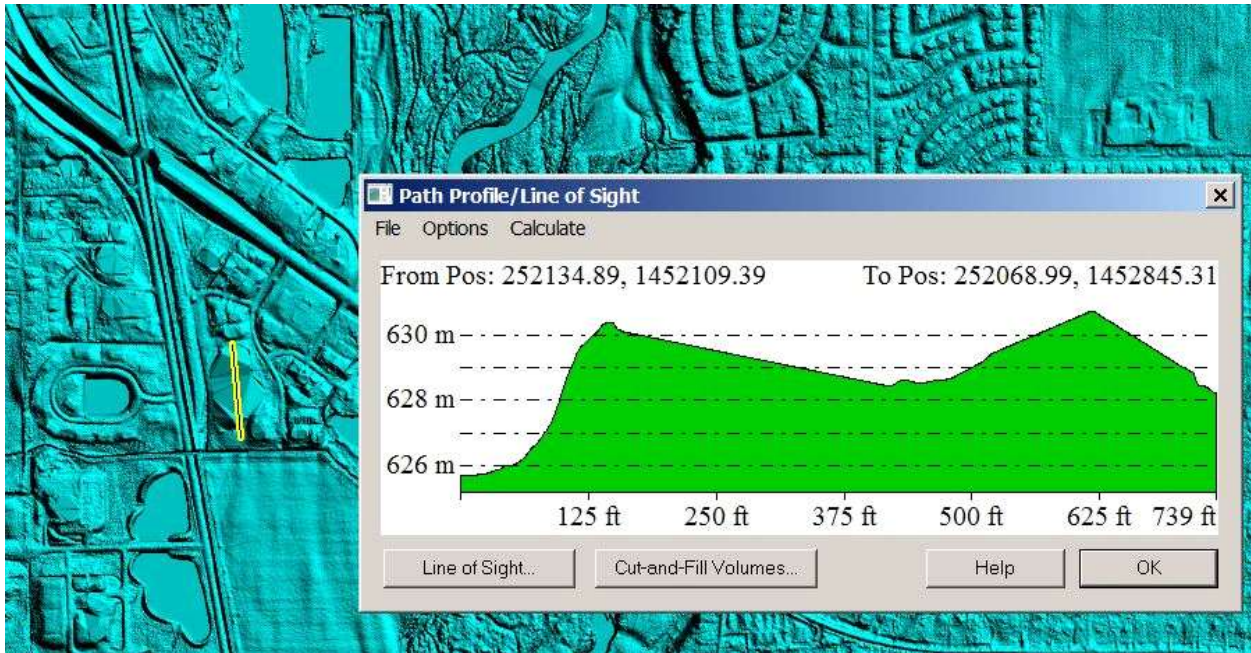 Path Profile/Line of Sight
File Options Calculate
From Pos: 252134.89, 1452109.39 To Pos: 252068.99, 1452845.31
630 m
628 m
626 m
125 ft 250 ft 375 ft 500 ft 625 ft 739 ft
Line of Sight... Cut-and-Fill Volumes... Help OK